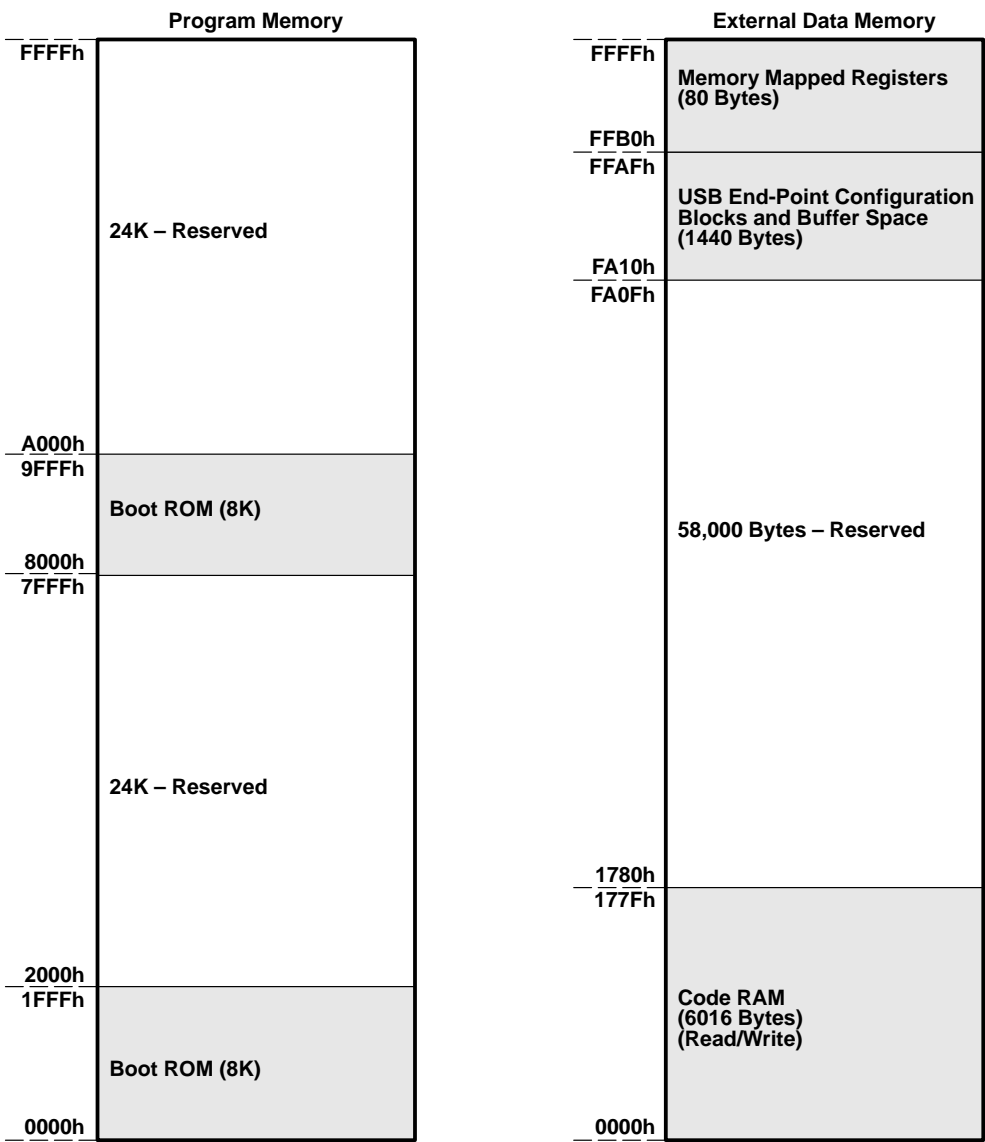 Program Memory
FFFFh
24K – Reserved
A000h
9FFFh
Boot ROM (8K)
8000h
7FFFh
24K – Reserved
2000h
1FFFh
Boot ROM (8K)
0000h
External Data Memory
FFFFh
Memory Mapped Registers
(80 Bytes)
FFB0h
FFAFh
USB End-Point Configuration
Blocks and Buffer Space
(1440 Bytes)
FA10h
FA0Fh
58,000 Bytes – Reserved
1780h
177Fh
Code RAM
(6016 Bytes)
(Read/Write)
0000h